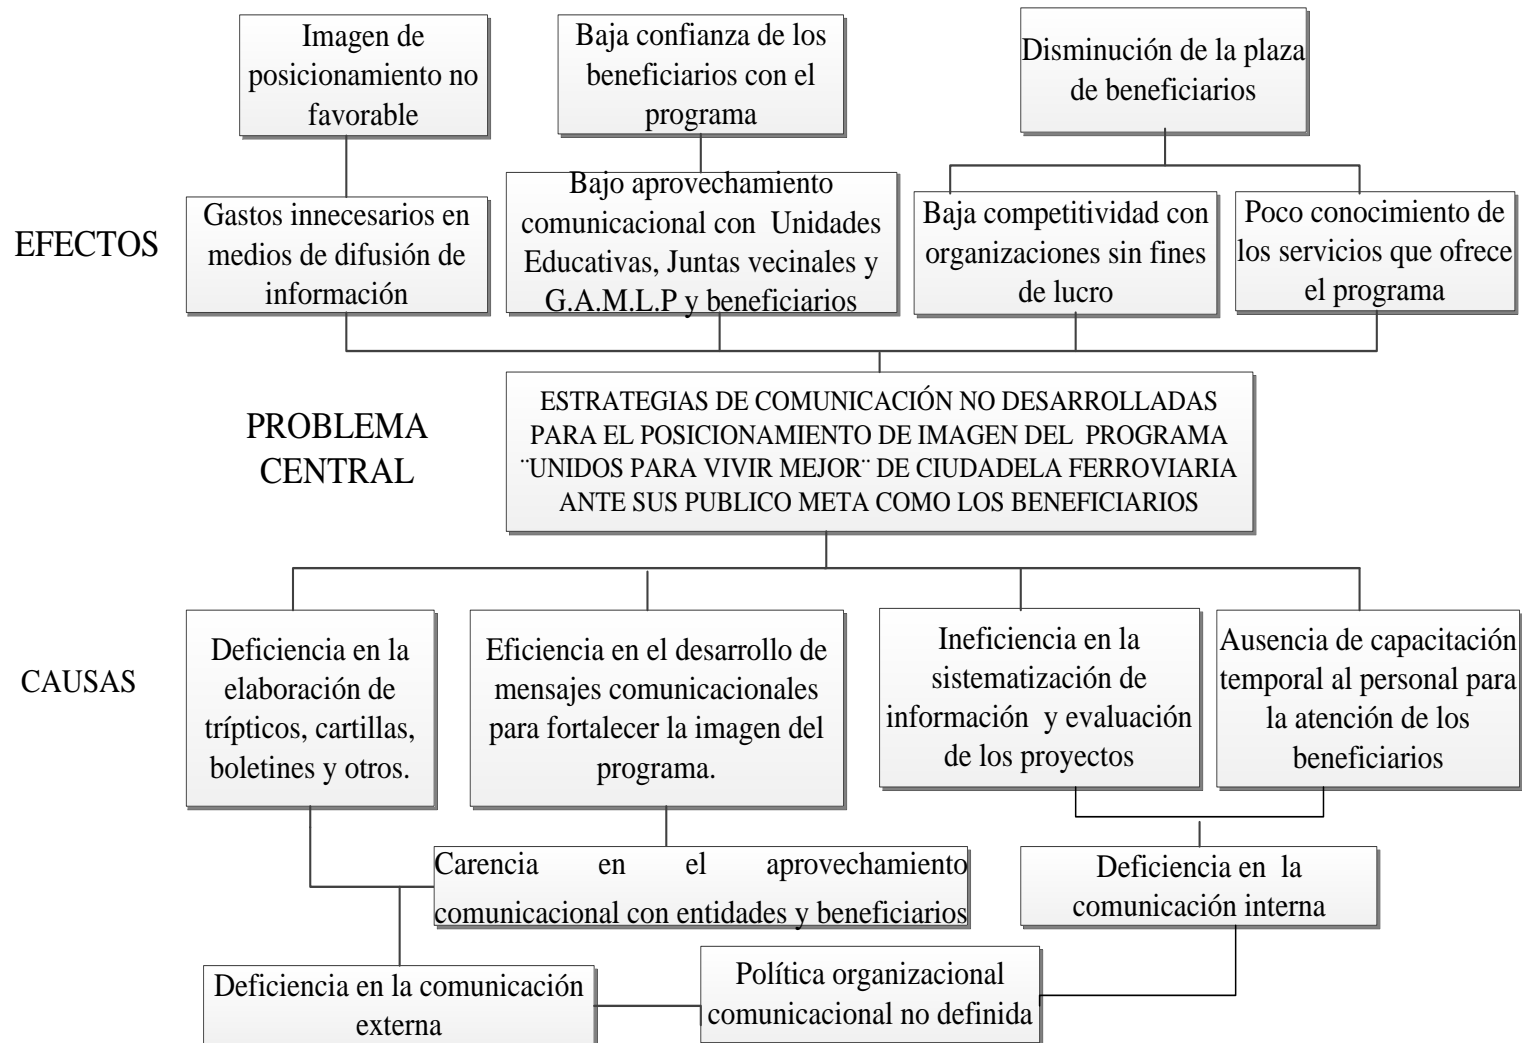 Imagen de
posicionamiento no
favorable
Baja confianza de los
beneficiarios con el
programa
Disminución de la plaza
de beneficiarios
EFECTOS
Gastos innecesarios en
medios de difusión de
información
Bajo aprovechamiento
comunicacional con Unidades
Educativas, Juntas vecinales y
G.A.M.L.P y beneficiarios
Baja competitividad con
organizaciones sin fines
de lucro
Poco conocimiento de
los servicios que ofrece
el programa
PROBLEMA
CENTRAL
ESTRATEGIAS DE COMUNICACIÓN NO DESARROLLADAS
PARA EL POSICIONAMIENTO DE IMAGEN DEL PROGRAMA
¨UNIDOS PARA VIVIR MEJOR¨ DE CIUDADELA FERROVIARIA
ANTE SUS PUBLICO META COMO LOS BENEFICIARIOS
CAUSAS
Deficiencia en la
elaboración de
trípticos, cartillas,
boletines y otros.
Eficiencia en el desarrollo de
mensajes comunicacionales
para fortalecer la imagen del
programa.
Ineficiencia en la
sistematización de
información y evaluación
de los proyectos
Ausencia de capacitación
temporal al personal para
la atención de los
beneficiarios
Carencia en el aprovechamiento
comunicacional con entidades y beneficiarios
Deficiencia en la
comunicación interna
Deficiencia en la comunicación
externa
Política organizacional
comunicacional no definida